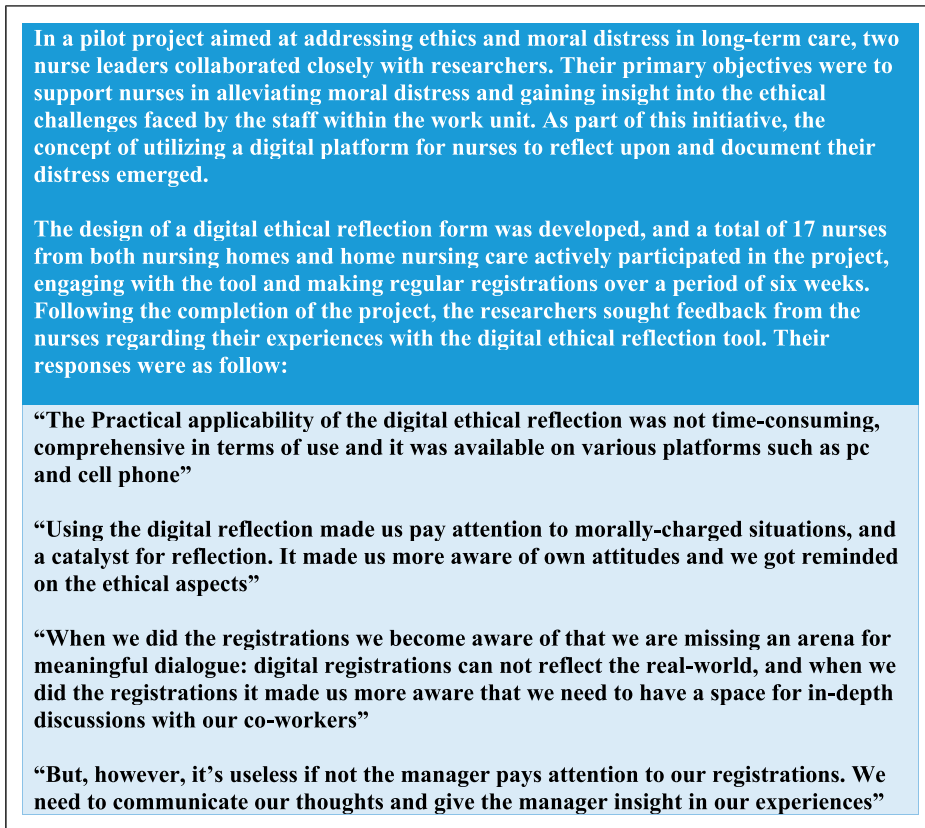 In a pilot project aimed at addressing ethics and moral distress in long-term care, two
nurse leaders collaborated closely with researchers. Their primary objectives were to
support nurses in alleviating moral distress and gaining insight into the ethical
challenges faced by the staff within the work unit. As part of this initiative, the
concept of utilizing a digital platform for nurses to reflect upon and document their
distress emerged.
The design of a digital ethical reflection form was developed, and a total of 17 nurses
from both nursing homes and home nursing care actively participated in the project,
engaging with the tool and making regular registrations over a period of six weeks.
Following the completion of the project, the researchers sought feedback from the
nurses regarding their experiences with the digital ethical reflection tool. Their
responses were as follow:
“The Practical applicability of the digital ethical reflection was not time-consuming,
comprehensive in terms of use and it was available on various platforms such as pc
and cell phone”
“Using the digital reflection made us pay attention to morally-charged situations, and
a catalyst for reflection. It made us more aware of own attitudes and we got reminded
on the ethical aspects”
“When we did the registrations we become aware of that we are missing an arena for
meaningful dialogue: digital registrations can not reflect the real-world, and when we
did the registrations it made us more aware that we need to have a space for in-depth
discussions with our co-workers”
“But, however, it’s useless if not the manager pays attention to our registrations. We
need to communicate our thoughts and give the manager insight in our experiences”